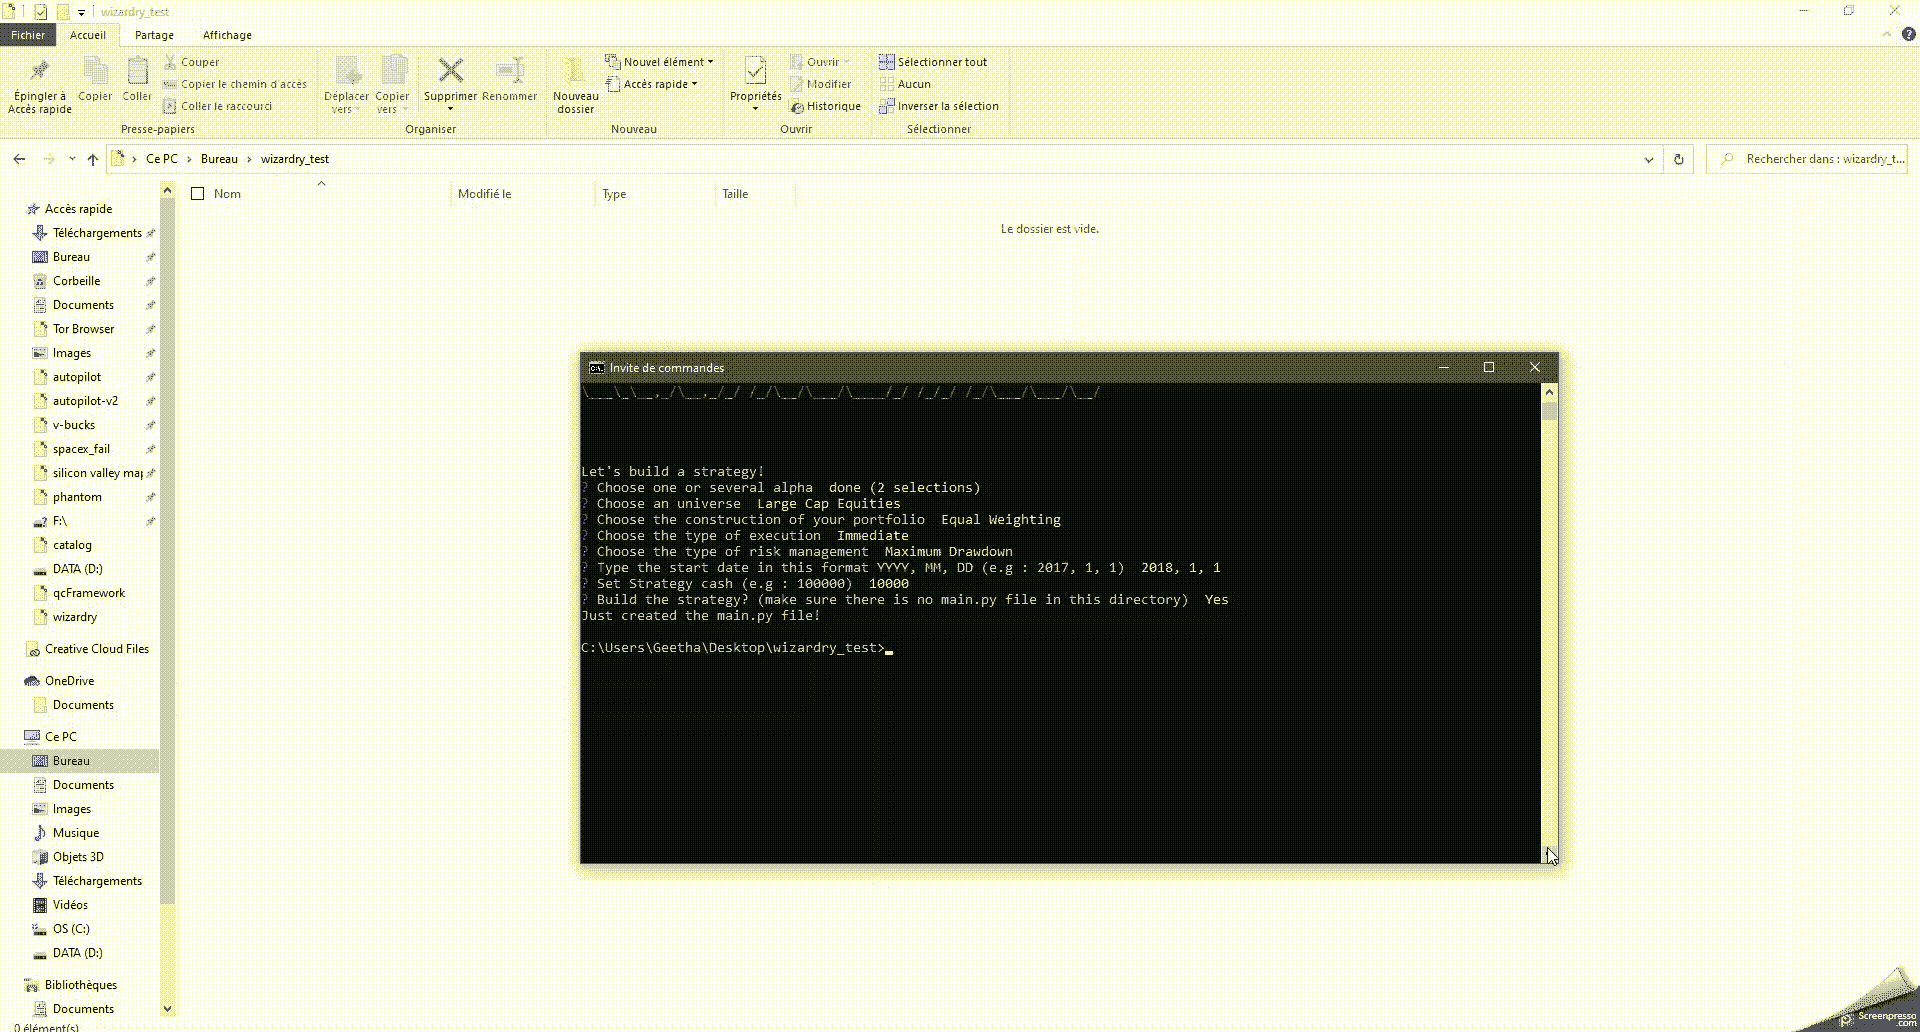 wizardry_test
Fichier Accueil Partage Affichage
Épingler à Accès rapide
Copier
Coller
Couper
Copier le chemin d'accès
Coller le raccourci
Presse-papiers
Déplacer vers
Copier vers
Supprimer
Renommer
Organiser
Nouveau dossier
Nouvel élément
Accès rapide
Nouveau
Propriétés
Ouvrir
Modifier
Historique
Ouvrir
Sélectionner tout
Aucun
Inverser la sélection
Sélectionner
Ce PC > Bureau > wizardry_test
Rechercher dans : wizardry_t...
Nom Modifié le Type Taille
Le dossier est vide.
Accès rapide
Téléchargements
Bureau
Corbeille
Documents
Tor Browser
Images
autopilot
autopilot-v2
v-bucks
spacex_fail
silicon valley map
phantom
F:\
catalog
DATA (D:)
qcFramework
wizardry
Creative Cloud Files
OneDrive
Documents
Ce PC
Bureau
Documents
Images
Musique
Objets 3D
Téléchargements
Vidéos
OS (C:)
DATA (D:)
Bibliothèques
Documents
0 élément(s)
Invite de commandes
Let's build a strategy!
? Choose one or several alpha  done (2 selections)
? Choose an universe  Large Cap Equities
? Choose the construction of your portfolio  Equal Weighting
? Choose the type of execution  Immediate
? Choose the type of risk management  Maximum Drawdown
? Type the start date in this format YYYY, MM, DD (e.g : 2017, 1, 1)  2018, 1, 1
? Set Strategy cash (e.g : 100000)  10000
? Build the strategy? (make sure there is no main.py file in this directory)  Yes
Just created the main.py file!
C:\Users\Geetha\Desktop\wizardry_test>
Screenpresso
.com